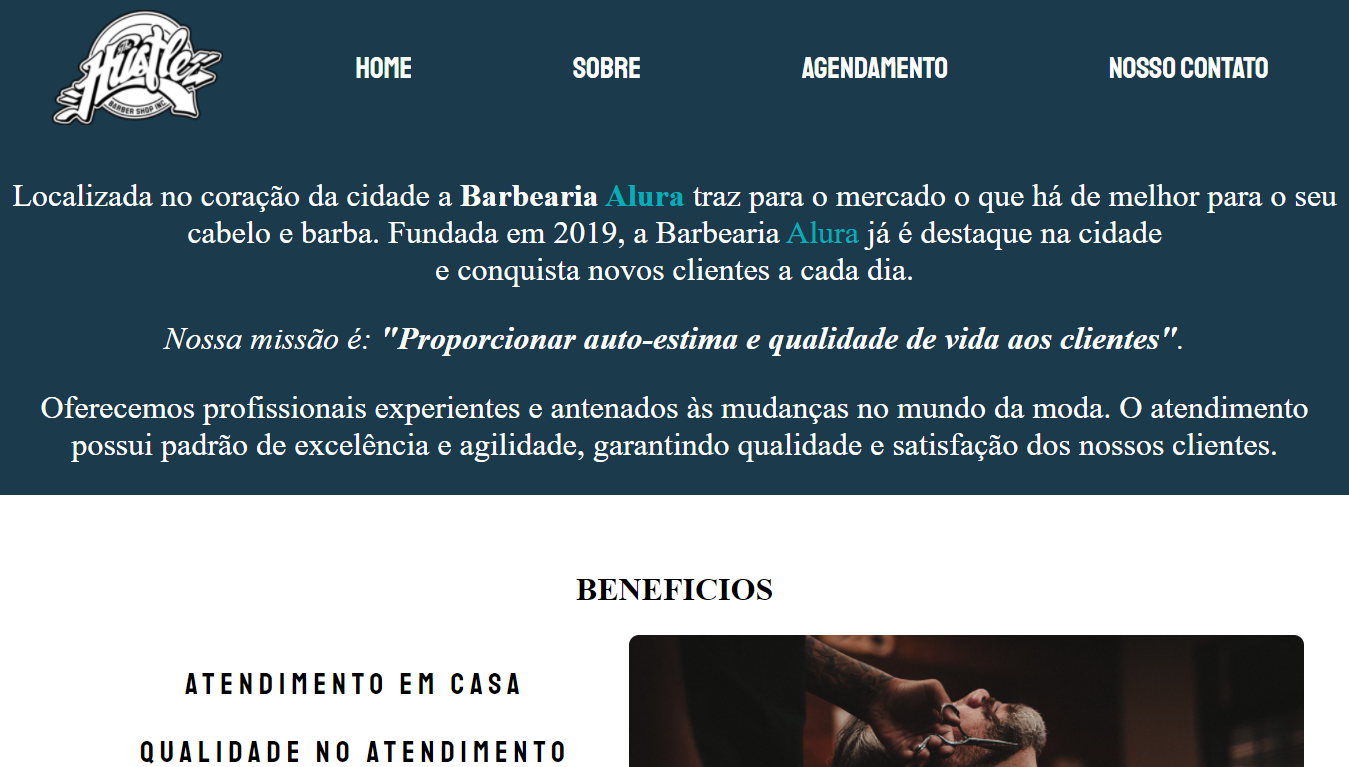 The
Hustle
BARBER SHOP INC.
HOME SOBRE AGENDAMENTO NOSSO CONTATO
Localizada no coração da cidade a Barbearia Alura traz para o mercado o que há de melhor para o seu
cabelo e barba. Fundada em 2019, a Barbearia Alura já é destaque na cidade
e conquista novos clientes a cada dia.
Nossa missão é: "Proporcionar auto-estima e qualidade de vida aos clientes".
Oferecemos profissionais experientes e antenados às mudanças no mundo da moda. O atendimento
possui padrão de excelência e agilidade, garantindo qualidade e satisfação dos nossos clientes.
BENEFICIOS
ATENDIMENTO EM CASA
QUALIDADE NO ATENDIMENTO